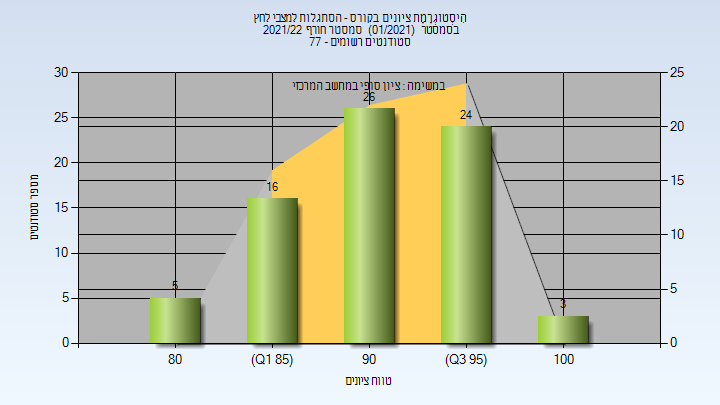 היסטוגרמת ציונים בקורס - הסתגלות למצבי לחץ
בסמסטר (01/2021) סמסטר חורף 2021/22
סטודנטים רשומים - 77
במשימה : ציון סופי במחשב המרכזי
30
25
20
15
10
5
0
25
20
15
10
5
0
5
16
26
24
3
80
(Q1 85)
90
(Q3 95)
100
מספר סטודנטים
טווח ציונים